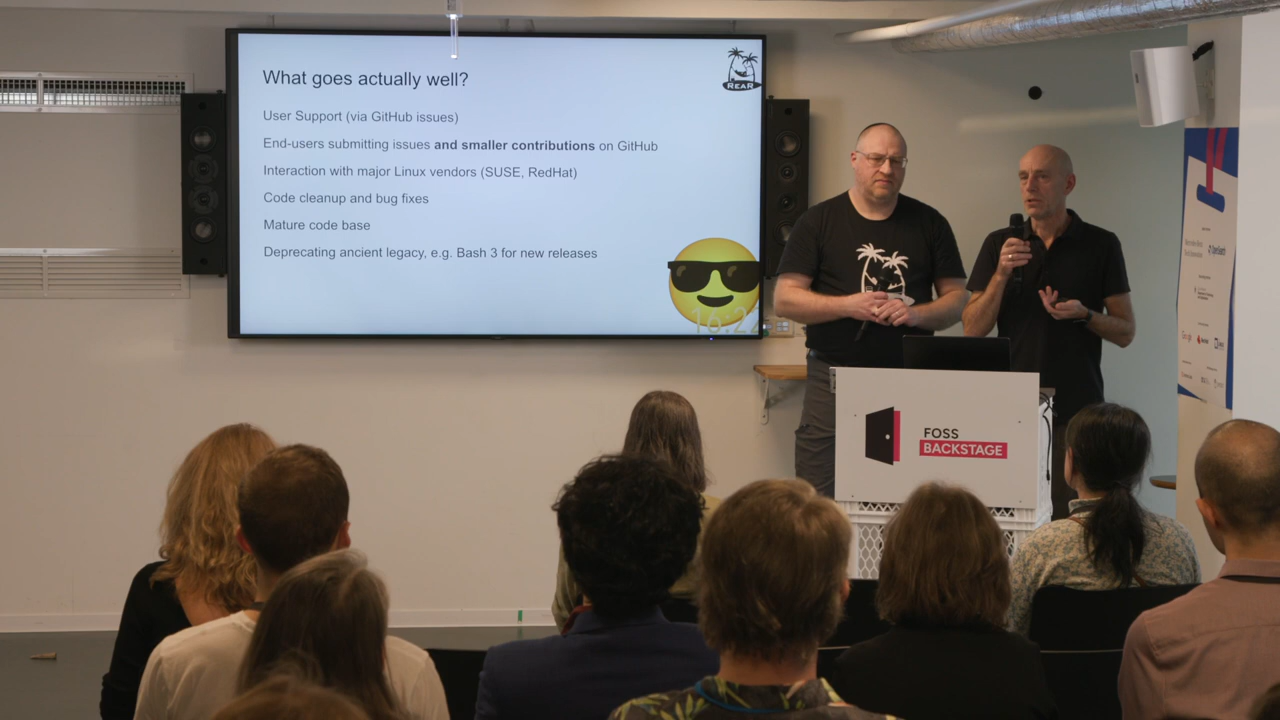 What goes actually well?
REAR
User Support (via GitHub issues)
End-users submitting issues and smaller contributions on GitHub
Interaction with major Linux vendors (SUSE, RedHat)
Code cleanup and bug fixes
Mature code base
Deprecating ancient legacy, e.g. Bash 3 for new releases
FOSS
BACKSTAGE